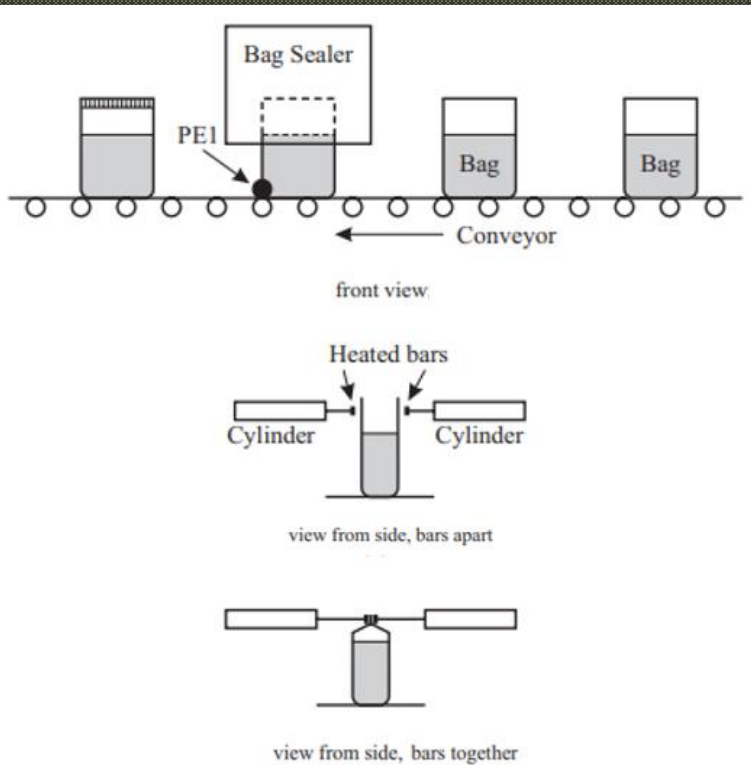 Bag Sealer
PE1
Bag
Bag
Conveyor
front view
Heated bars
Cylinder
Cylinder
view from side, bars apart
view from side, bars together